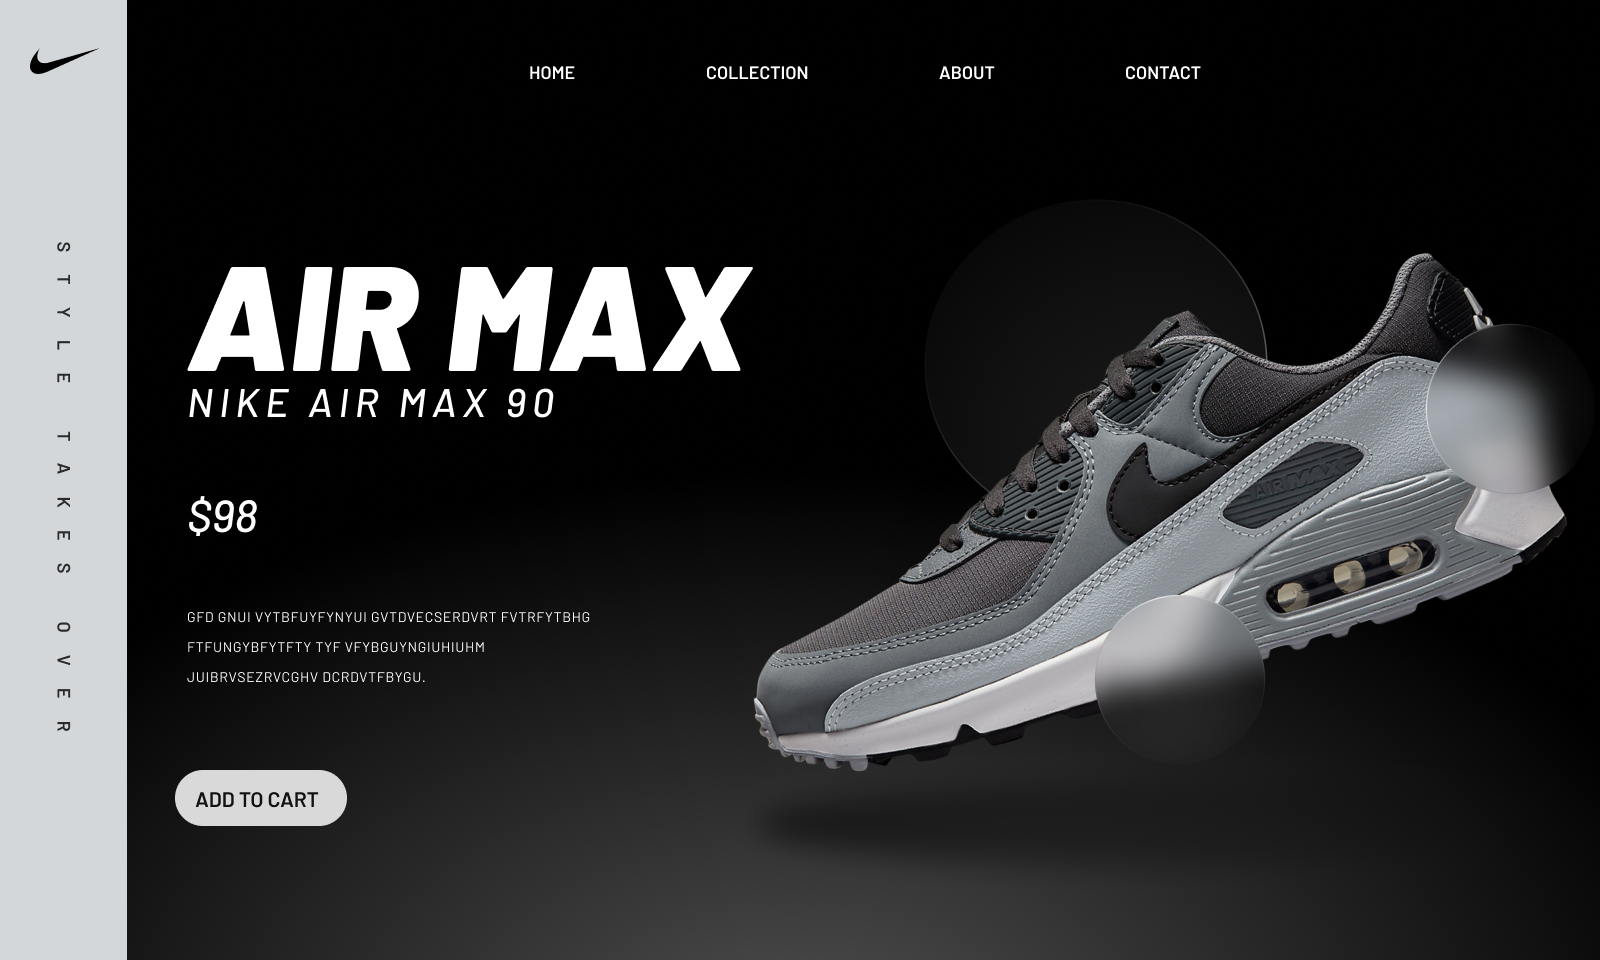 HOME COLLECTION ABOUT CONTACT
STYLE TAKES OVER
AIR MAX
NIKE AIR MAX 90
$98
GFD GNUI VYTBFUYFYNYUI GVTDVECSERDVRT FVTRFYTBHG
FTFUNGYBFYTFTY TYF VFYBGUYNGIUHIUHM
JUIBRVSEZRVCGHV DCRDVTFBYGU.
ADD TO CART
AIR MAX